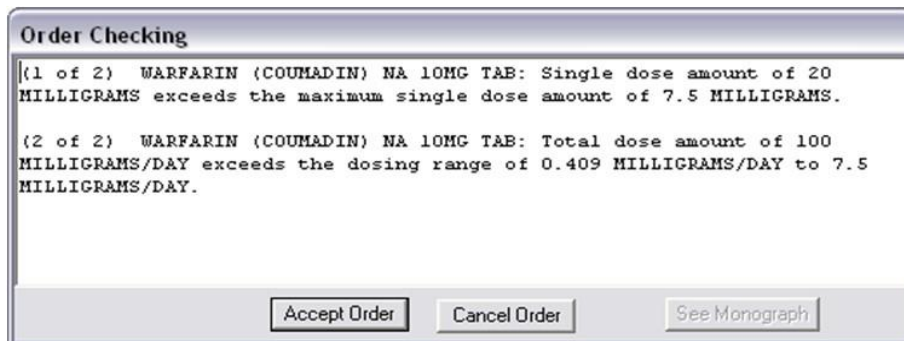 Order Checking
(1 of 2)  WARFARIN (COUMADIN) NA 10MG TAB: Single dose amount of 20
MILLIGRAMS exceeds the maximum single dose amount of 7.5 MILLIGRAMS.
(2 of 2)  WARFARIN (COUMADIN) NA 10MG TAB: Total dose amount of 100
MILLIGRAMS/DAY exceeds the dosing range of 0.409 MILLIGRAMS/DAY to 7.5
MILLIGRAMS/DAY.
Accept Order Cancel Order See Monograph